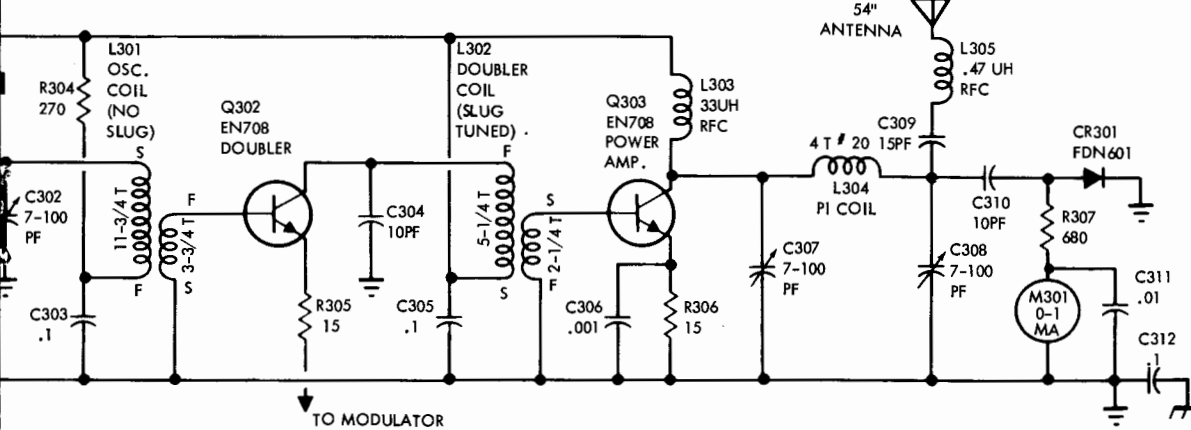 54"
ANTENNA
L301
OSC.
COIL
(NO
SLUG)
R304
270
L302
DOUBLER
COIL
(SLUG
TUNED).
L303
33UH
RFC
L305
.47 UH
RFC
Q302
EN708
DOUBLER
Q303
EN708
POWER
AMP.
C309
15PF
4 T # 20
L304
PI COIL
CR301
FDN601
S
F
C302
7-100
PF
11-3/4 T
F
3-3/4 T
S
F
C304
10PF
5-1/4 T
S
S
2-1/4 T
F
C310
10PF
R307
680
C307
7-100
PF
C308
7-100
PF
C303
.1
R305
15
C305
.1
C306
.001
R306
15
M301
0-1
MA
C311
.01
C312
.1
TO MODULATOR